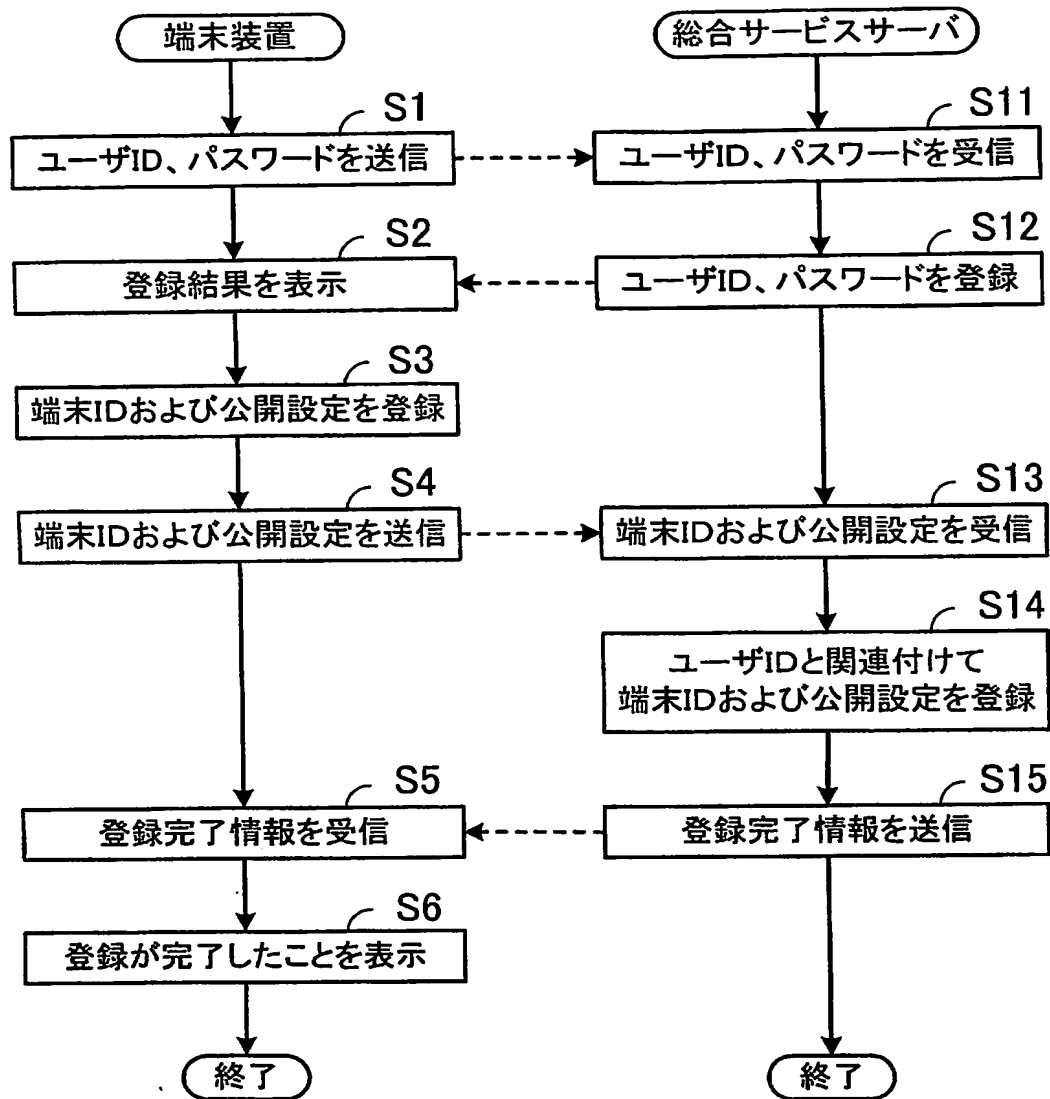 端末装置
総合サービスサーバ
S1
S11
ユーザID、パスワードを送信
ユーザID、パスワードを受信
S2
S12
登録結果を表示
ユーザID、パスワードを登録
S3
端末IDおよび公開設定を登録
S4
S13
端末IDおよび公開設定を送信
端末IDおよび公開設定を受信
S14
ユーザIDと関連付けて
端末IDおよび公開設定を登録
S5
S15
登録完了情報を受信
登録完了情報を送信
S6
登録が完了したことを表示
終了
終了